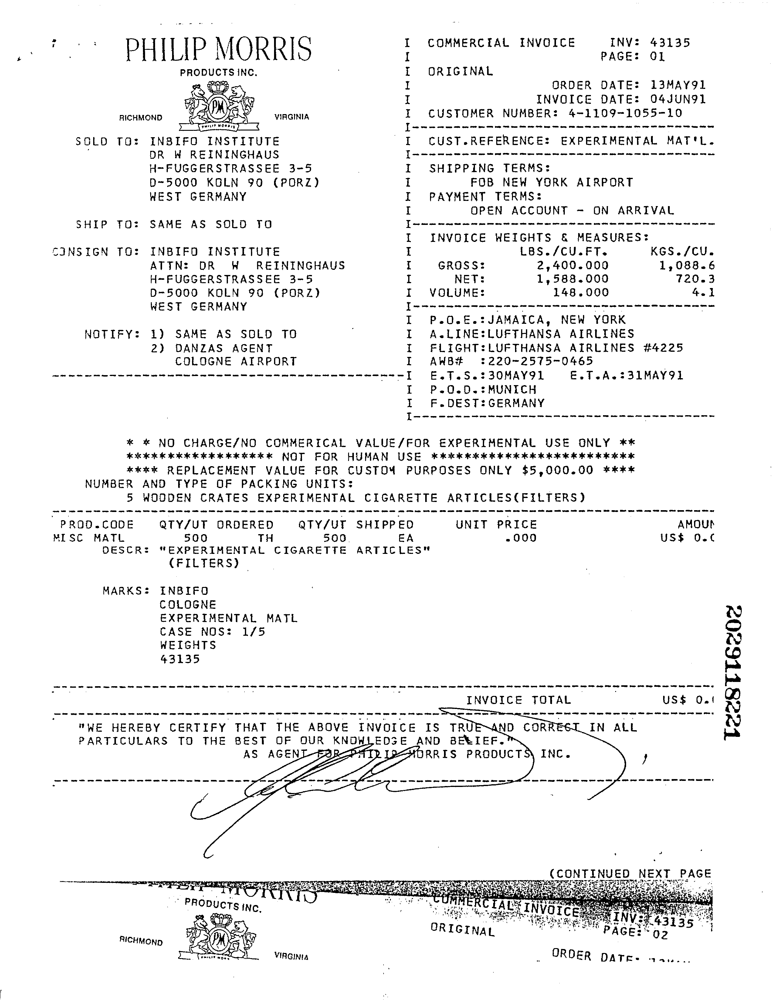 PHILIP MORRIS
PRODUCTS INC.
PM
PHILIP MORRIS
RICHMOND VIRGINIA
I COMMERCIAL INVOICE INV: 43135
I PAGE: 01
I ORIGINAL
I ORDER DATE: 13MAY91
I INVOICE DATE: 04JUN91
I CUSTOMER NUMBER: 4-1109-1055-10
I CUST.REFERENCE: EXPERIMENTAL MAT'L.
SOLD TO: INBIFO INSTITUTE
DR W REININGHAUS
H-FUGGERSTRASSEE 3-5
D-5000 KOLN 90 (PORZ)
WEST GERMANY
SHIP TO: SAME AS SOLD TO
CONSIGN TO: INBIFO INSTITUTE
ATTN: DR W REININGHAUS
H-FUGGERSTRASSEE 3-5
D-5000 KOLN 90 (PORZ)
WEST GERMANY
NOTIFY: 1) SAME AS SOLD TO
2) DANZAS AGENT
COLOGNE AIRPORT
I SHIPPING TERMS:
I FOB NEW YORK AIRPORT
I PAYMENT TERMS:
I OPEN ACCOUNT - ON ARRIVAL
I INVOICE WEIGHTS & MEASURES:
I LBS./CU.FT. KGS./CU.
I GROSS: 2,400.000 1,088.6
I NET: 1,588.000 720.3
I VOLUME: 148.000 4.1
I P.O.E.:JAMAICA, NEW YORK
I A.LINE:LUFTHANSA AIRLINES
I FLIGHT:LUFTHANSA AIRLINES #4225
I AWB# :220-2575-0465
I E.T.S.:30MAY91 E.T.A.:31MAY91
I P.O.D.:MUNICH
I F.DEST:GERMANY
* * NO CHARGE/NO COMMERICAL VALUE/FOR EXPERIMENTAL USE ONLY **
****************** NOT FOR HUMAN USE *************************
**** REPLACEMENT VALUE FOR CUSTOM PURPOSES ONLY $5,000.00 ****
NUMBER AND TYPE OF PACKING UNITS:
5 WOODEN CRATES EXPERIMENTAL CIGARETTE ARTICLES(FILTERS)
PROD.CODE QTY/UT ORDERED QTY/UT SHIPPED UNIT PRICE AMOUN
MISC MATL 500 TH 500 EA .000 US$ 0.0
DESCR: "EXPERIMENTAL CIGARETTE ARTICLES"
(FILTERS)
MARKS: INBIFO
COLOGNE
EXPERIMENTAL MATL
CASE NOS: 1/5
WEIGHTS
43135
2029118221
INVOICE TOTAL US$ 0.0
"WE HEREBY CERTIFY THAT THE ABOVE INVOICE IS TRUE AND CORRECT IN ALL
PARTICULARS TO THE BEST OF OUR KNOWLEDGE AND BELIEF."
AS AGENT FOR PHILIP MORRIS PRODUCTS INC.
(CONTINUED NEXT PAGE
MORRIS
PRODUCTS INC.
PM
RICHMOND VIRGINIA
COMMERCIAL INVOICE INV: 43135
ORIGINAL PAGE: 02
ORDER DATE: